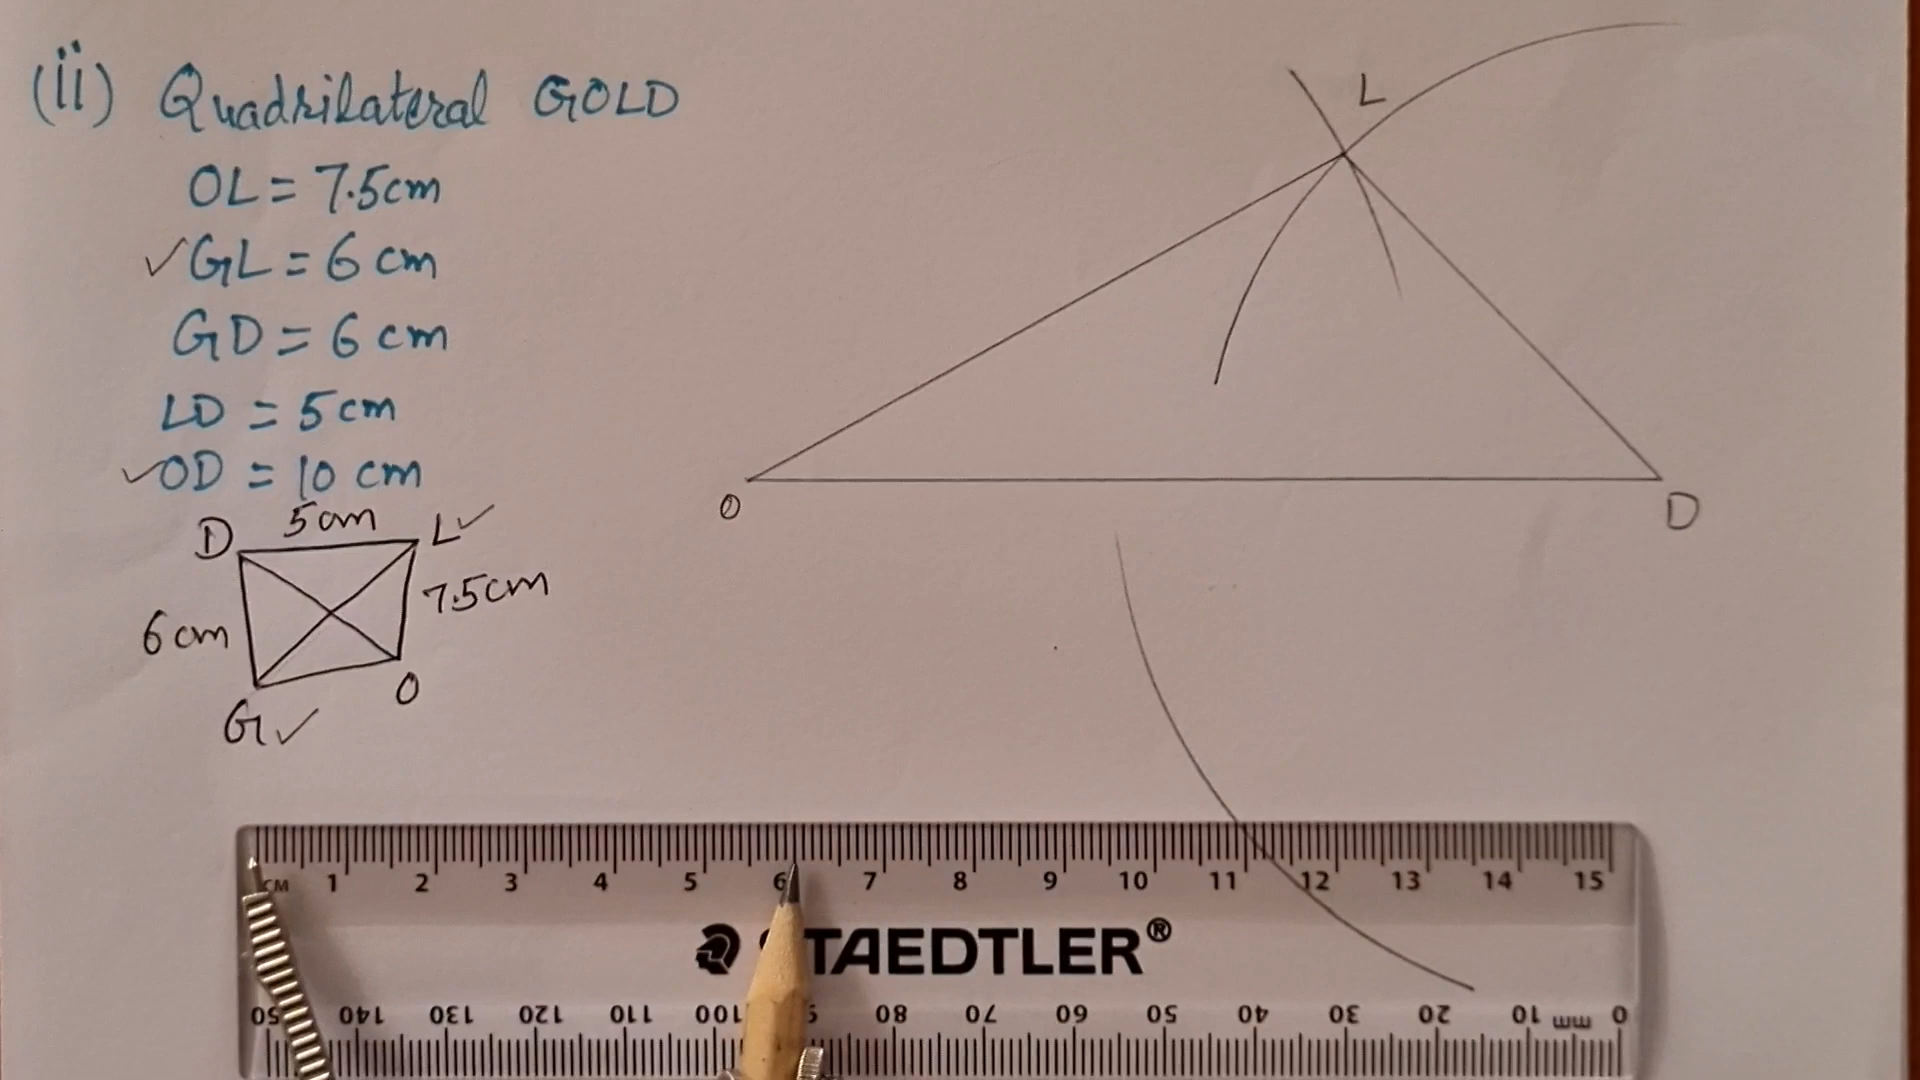 (ii) Quadrilateral GOLD
OL = 7.5cm
✓GL = 6 cm
GD = 6 cm
LD = 5 cm
✓OD = 10 cm
D 5cm L✓
6 cm 7.5cm
G✓ O
L
O D
CM 1 2 3 4 5 6 7 8 9 10 11 12 13 14 15
STAEDTLER®
140 130 120 110 100 80 70 60 50 40 30 20 10 mm 0